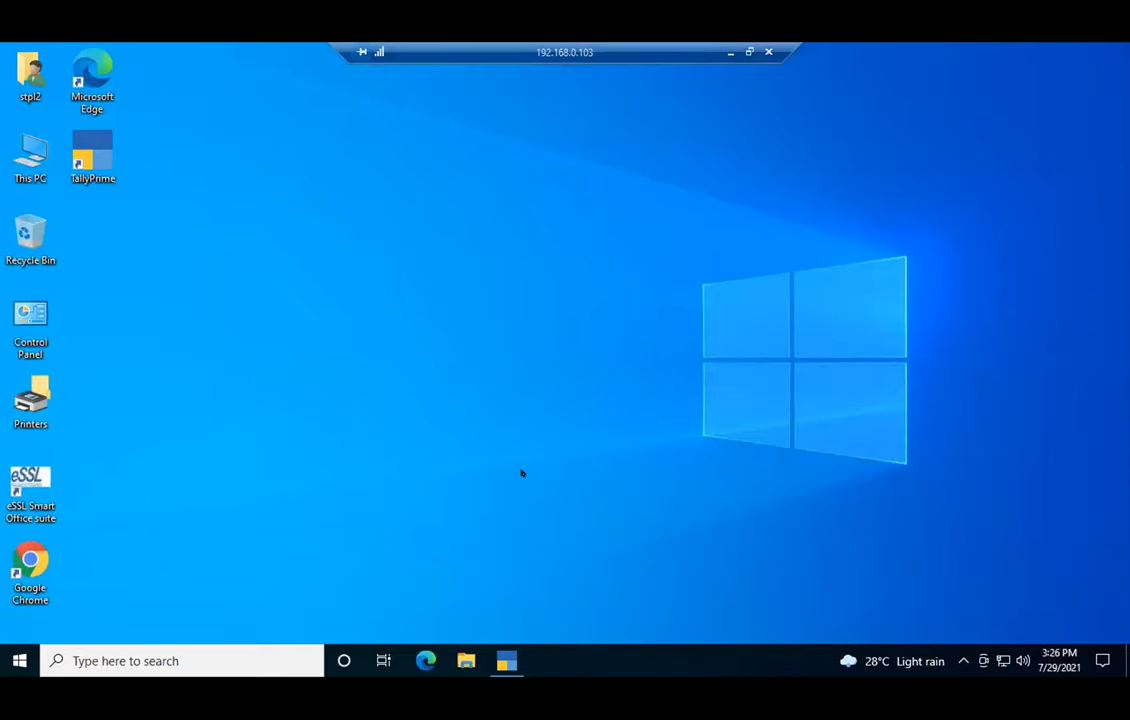 192.168.0.103
stpl2
Microsoft
Edge
This PC
TallyPrime
Recycle Bin
Control
Panel
Printers
eSSL
eSSL Smart
Office suite
Google
Chrome
Type here to search
28°C Light rain
3:26 PM
7/29/2021